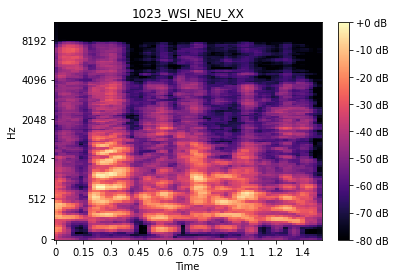 1023_WSI_NEU_XX
Hz
8192
4096
2048
1024
512
0
0 0.15 0.3 0.45 0.6 0.75 0.9 1.1 1.2 1.4
Time
+0 dB
-10 dB
-20 dB
-30 dB
-40 dB
-50 dB
-60 dB
-70 dB
-80 dB